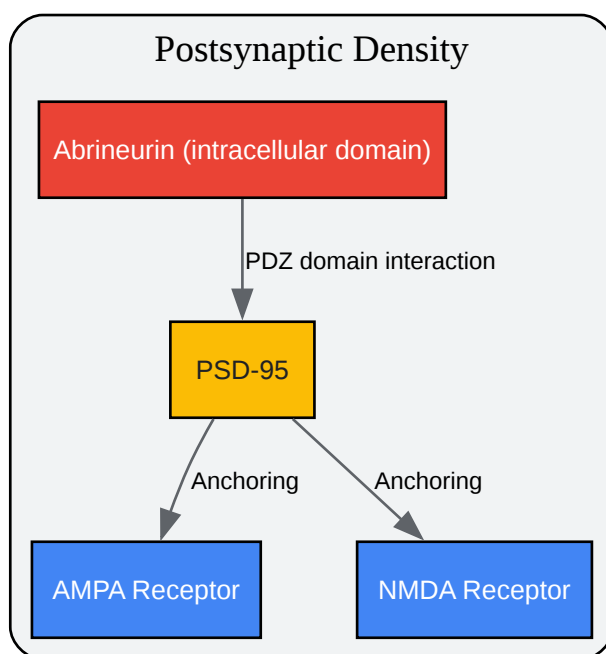 Postsynaptic Density
Abrineurin (intracellular domain)
PDZ domain interaction
PSD-95
Anchoring
Anchoring
AMPA Receptor
NMDA Receptor